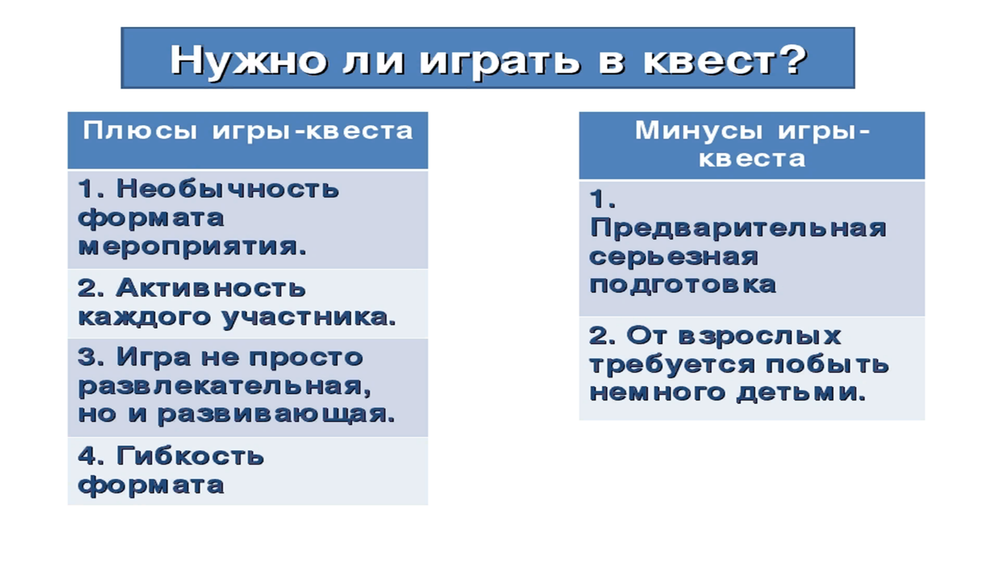 Нужно ли играть в квест?
Плюсы игры-квеста
1. Необычность
формата
мероприятия.
2. Активность
каждого участника.
3. Игра не просто
развлекательная,
но и развивающая.
4. Гибкость
формата
Минусы игры-
квеста
1.
Предварительная
серьезная
подготовка
2. От взрослых
требуется побыть
немного детьми.